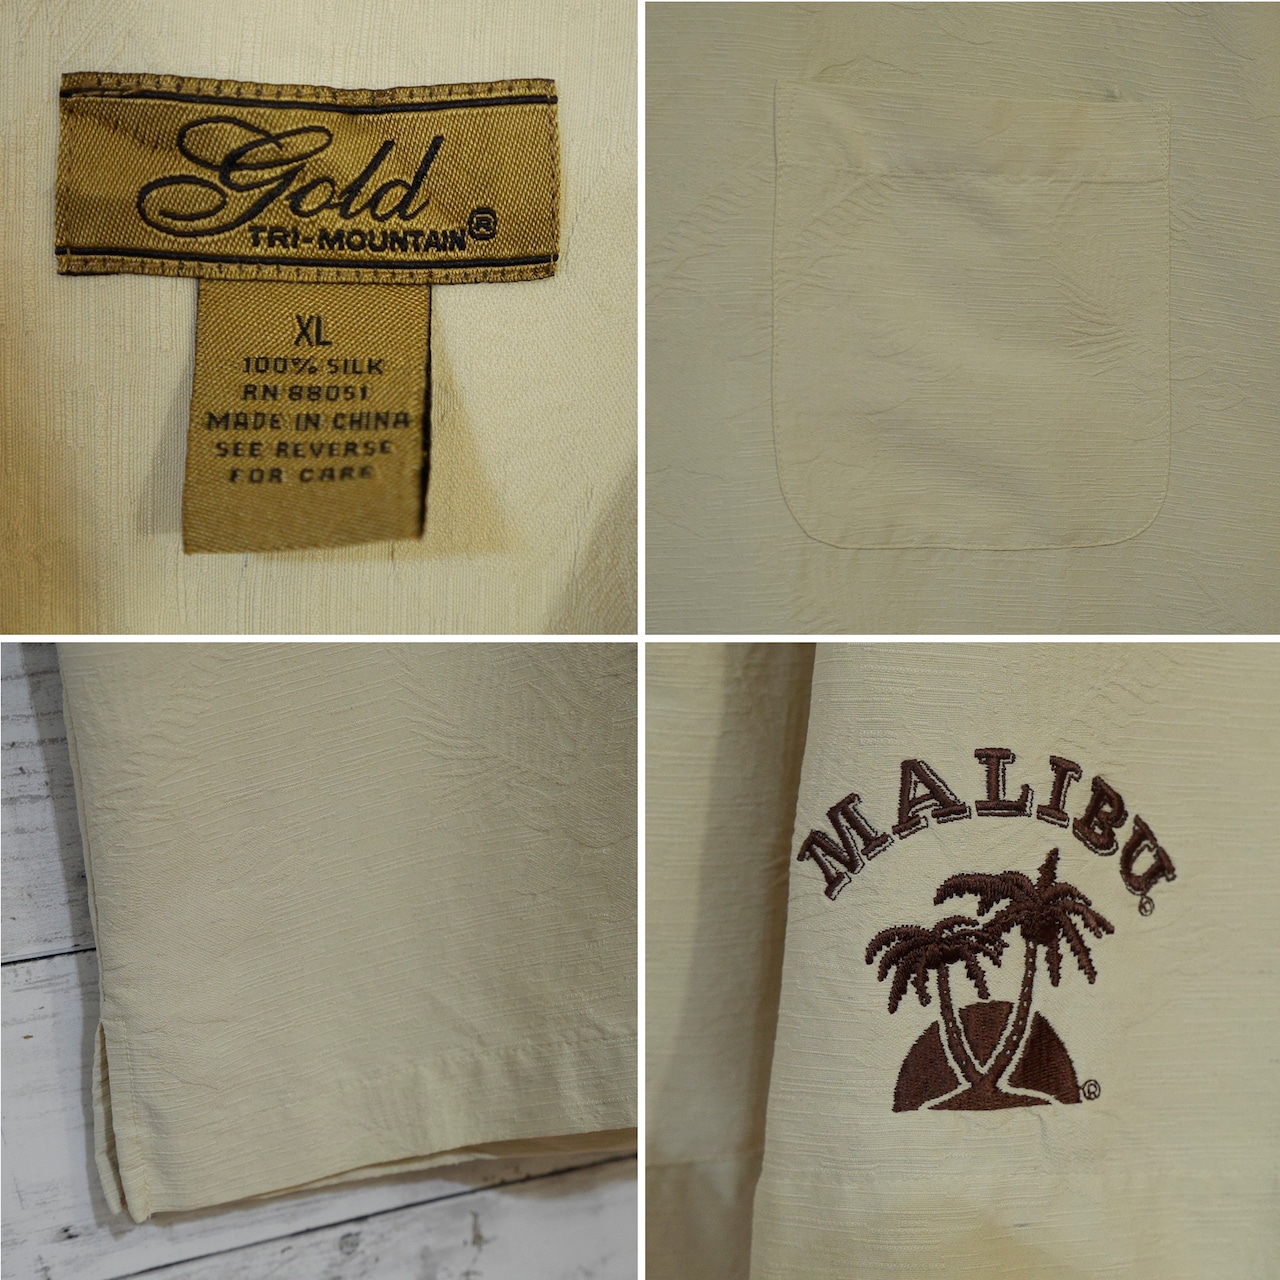 Gold
TRI-MOUNTAIN®
XL
100% SILK
RN 88051
MADE IN CHINA
SEE REVERSE
FOR CARE
MALIBU®
®